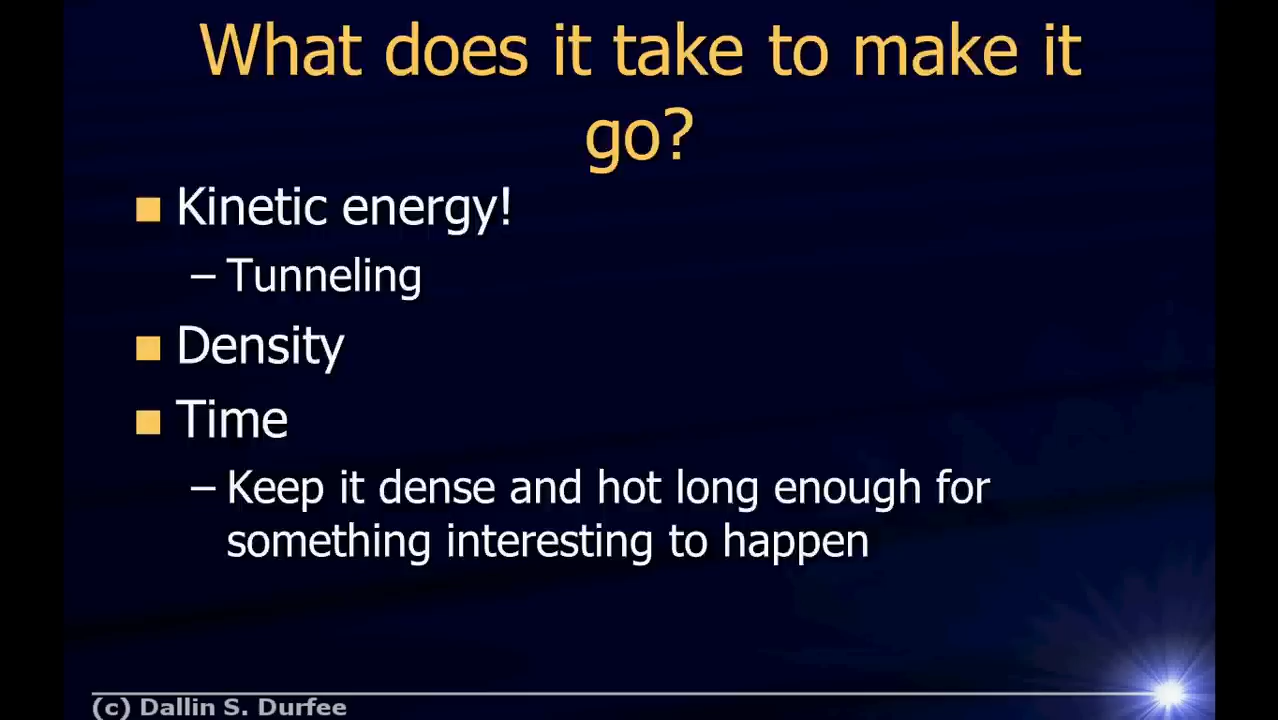 What does it take to make it
go?
■ Kinetic energy!
– Tunneling
■ Density
■ Time
– Keep it dense and hot long enough for
something interesting to happen
(c) Dallin S. Durfee